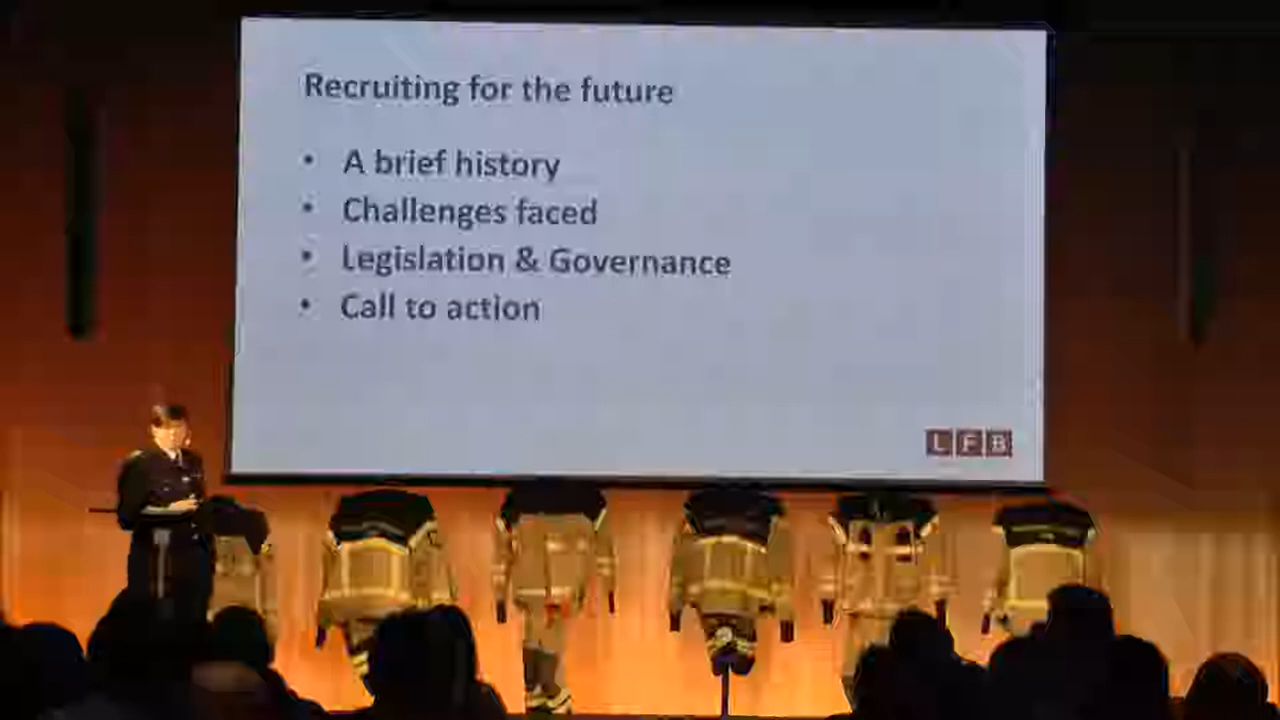 Recruiting for the future
• A brief history
• Challenges faced
• Legislation & Governance
• Call to action
LFB